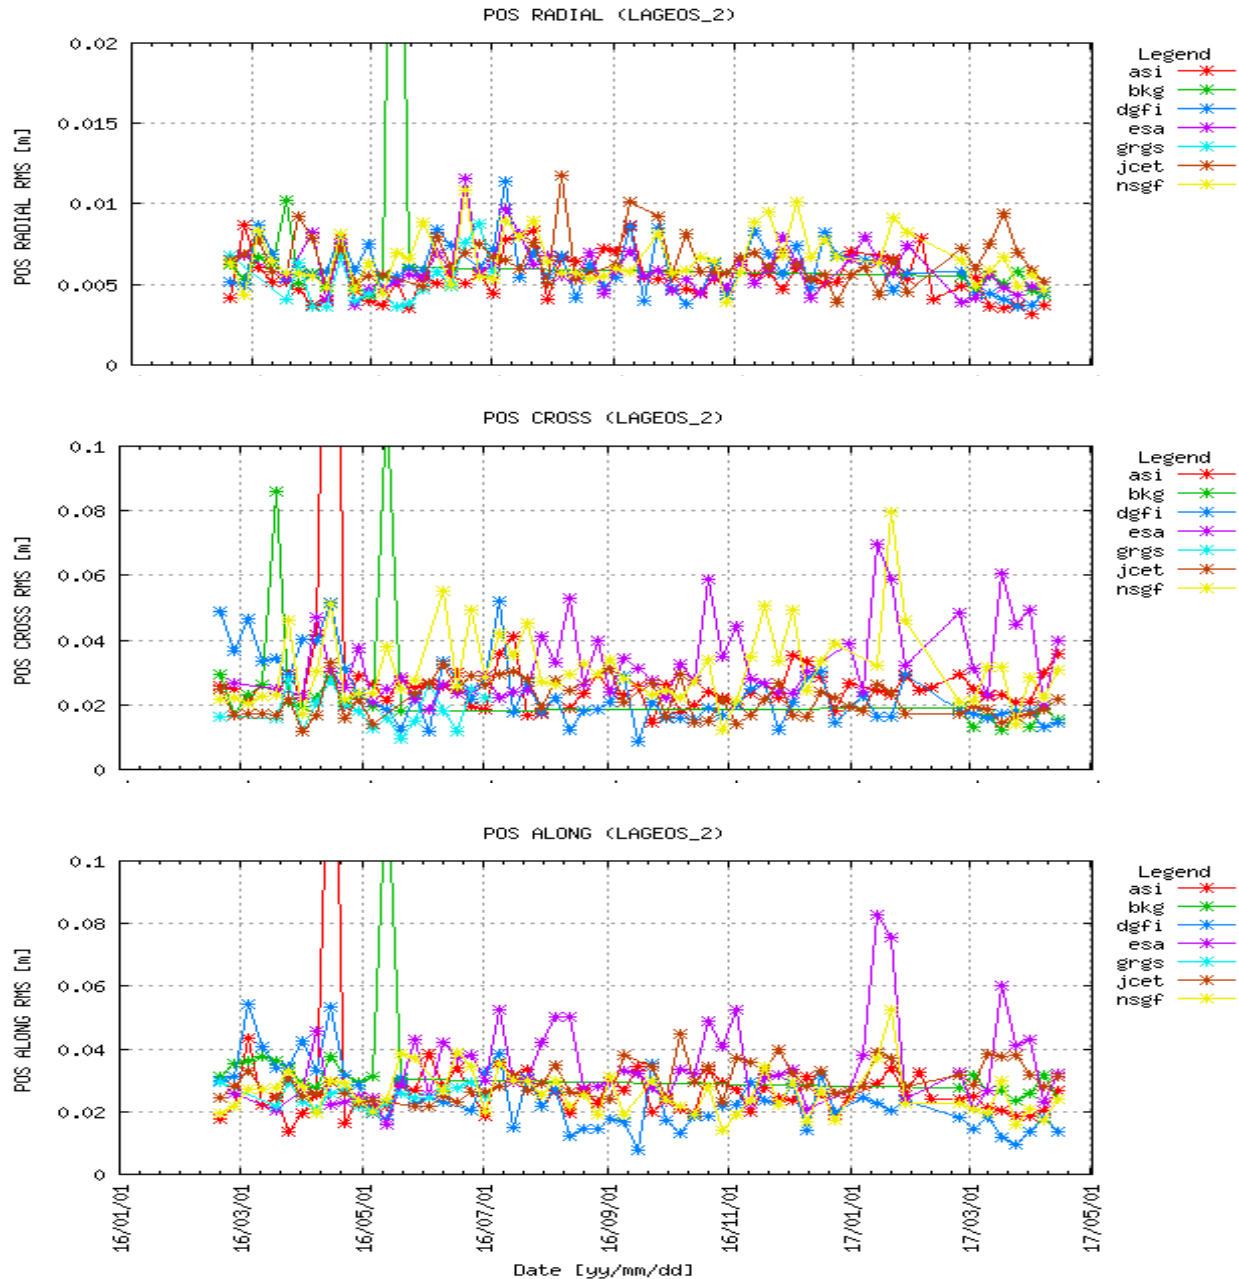 POS RADIAL (LAGEOS_2)
0.02
0.015
0.01
0.005
0
POS RADIAL RMS [m]
Legend
asi
bkg
dgfi
esa
grgs
jcet
nsgf
POS CROSS (LAGEOS_2)
0.1
0.08
0.06
0.04
0.02
0
POS CROSS RMS [m]
Legend
asi
bkg
dgfi
esa
grgs
jcet
nsgf
POS ALONG (LAGEOS_2)
0.1
0.08
0.06
0.04
0.02
0
POS ALONG RMS [m]
Legend
asi
bkg
dgfi
esa
grgs
jcet
nsgf
16/01/01
16/03/01
16/05/01
16/07/01
16/09/01
16/11/01
17/01/01
17/03/01
17/05/01
Date [yy/mm/dd]